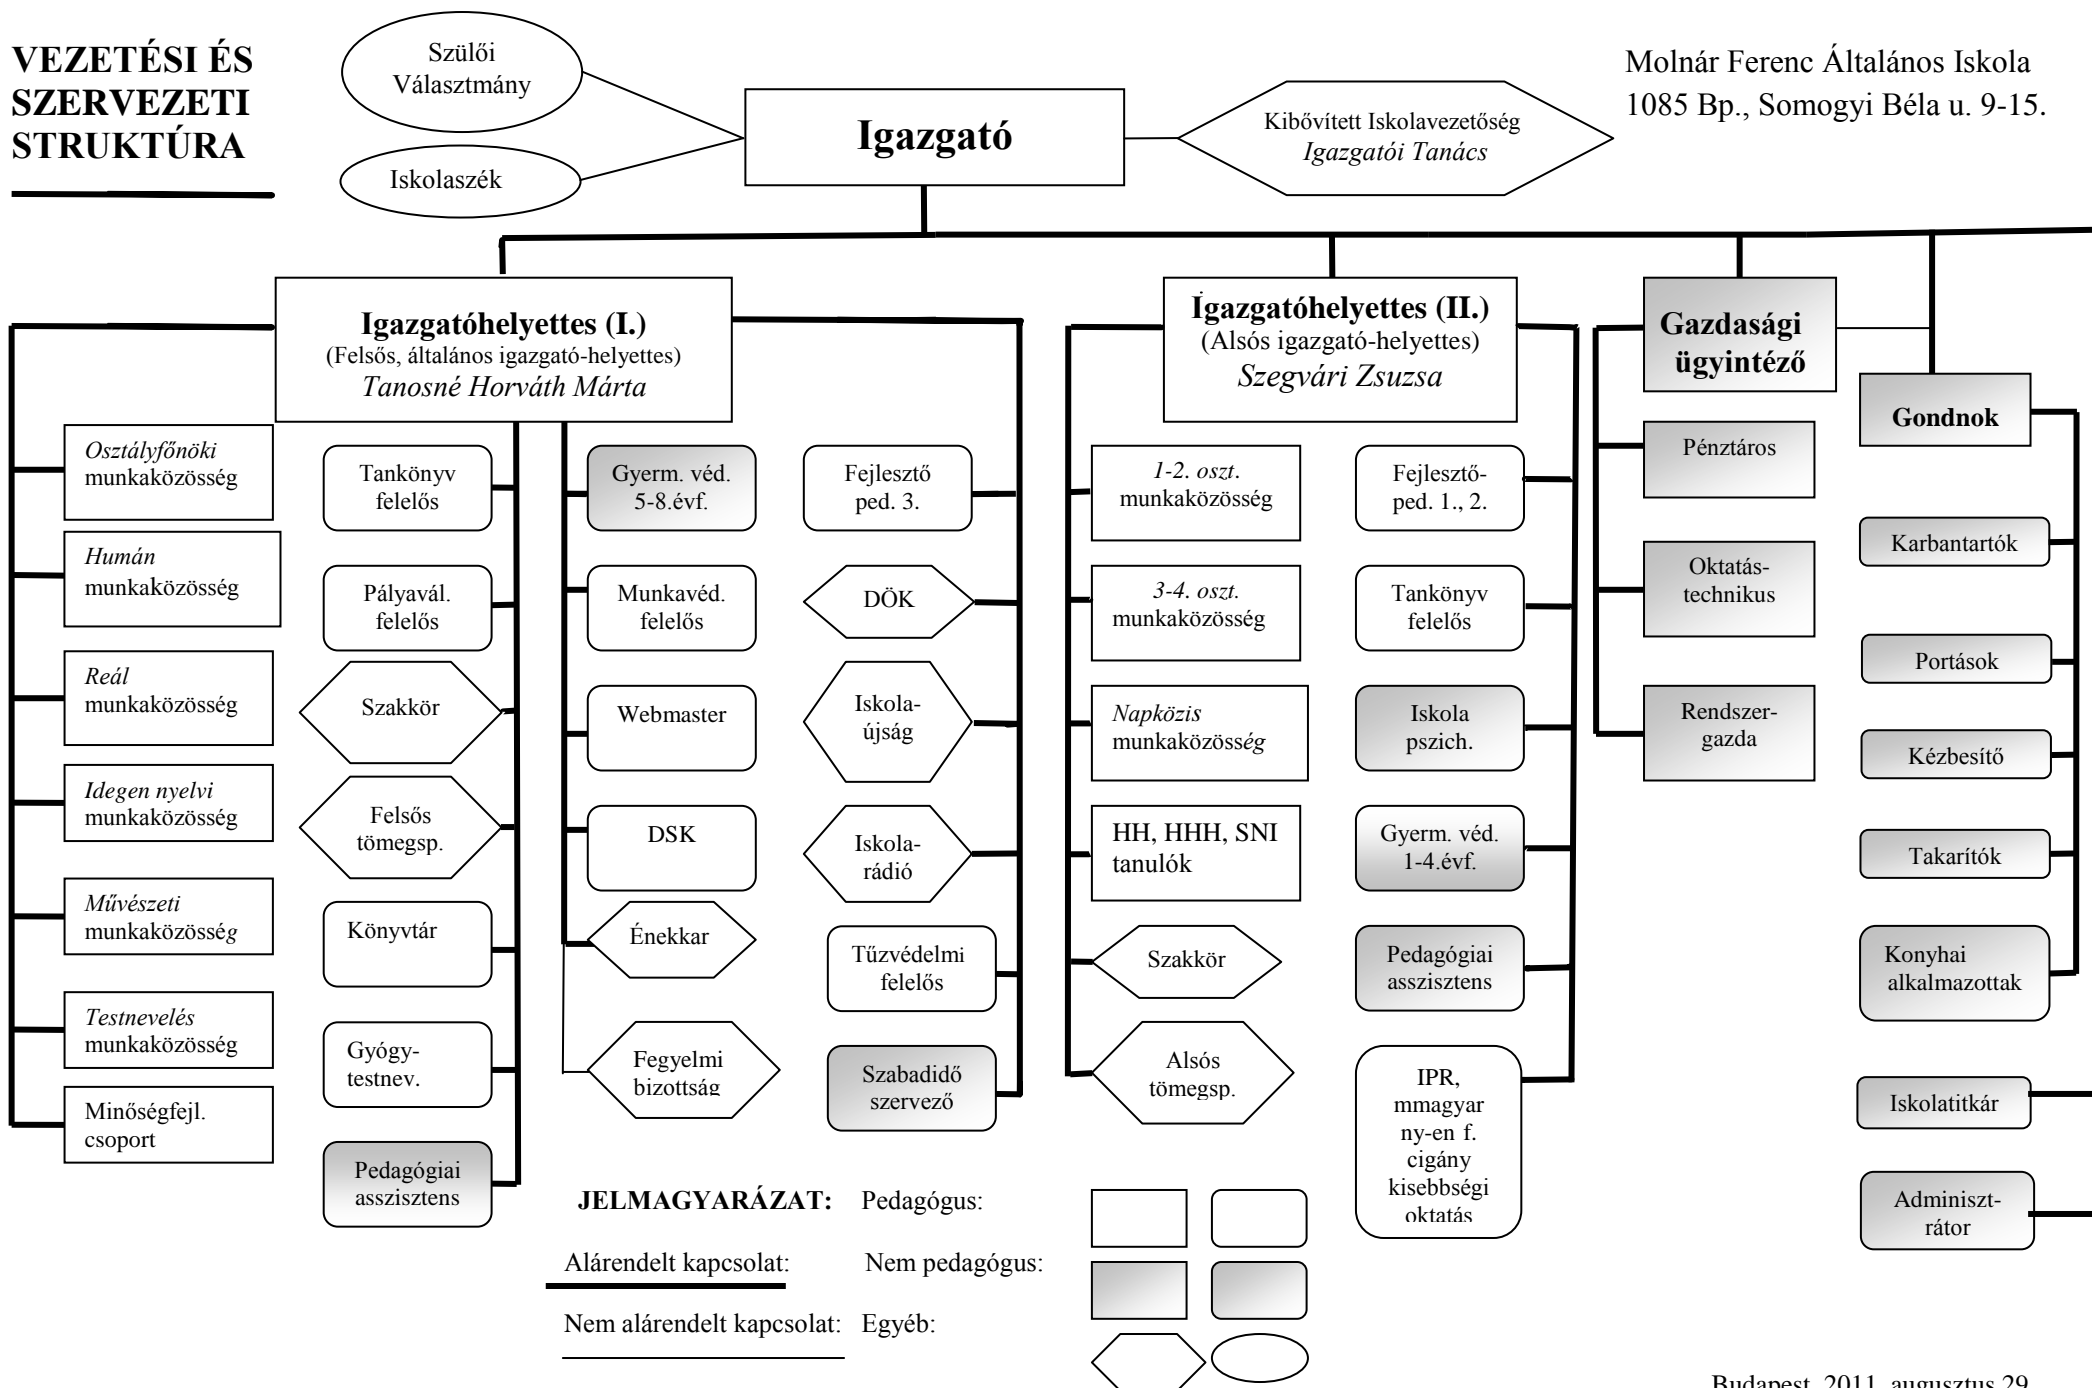 VEZETÉSI ÉS
SZERVEZETI
STRUKTÚRA
Szülői
Választmány
Iskolaszék
Igazgató
Kibővített Iskolavezetőség
Igazgatói Tanács
Molnár Ferenc Általános Iskola
1085 Bp., Somogyi Béla u. 9-15.
Igazgatóhelyettes (I.)
(Felsős, általános igazgató-helyettes)
Tanosné Horváth Márta
Igazgatóhelyettes (II.)
(Alsós igazgató-helyettes)
Szegvári Zsuzsa
Gazdasági
ügyintéző
Gondnok
Osztályfőnöki
munkaközösség
Humán
munkaközösség
Reál
munkaközösség
Idegen nyelvi
munkaközösség
Művészeti
munkaközösség
Testnevelés
munkaközösség
Minőségfejl.
csoport
Tankönyv
felelős
Pályavál.
felelős
Szakkör
Felsős
tömegsp.
Könyvtár
Gyógy-
testnev.
Pedagógiai
asszisztens
Gyerm. véd.
5-8.évf.
Munkavéd.
felelős
Webmaster
DSK
Énekkar
Fegyelmi
bizottság
Fejlesztő
ped. 3.
DÖK
Iskola-
újság
Iskola-
rádió
Tűzvédelmi
felelős
Szabadidő
szervező
1-2. oszt.
munkaközösség
3-4. oszt.
munkaközösség
Napközis
munkaközösség
HH, HHH, SNI
tanulók
Szakkör
Alsós
tömegsp.
Fejlesztő-
ped. 1., 2.
Tankönyv
felelős
Iskola
pszich.
Gyerm. véd.
1-4.évf.
Pedagógiai
asszisztens
IPR,
mmagyar
ny-en f.
cigány
kisebbségi
oktatás
Pénztáros
Oktatás-
technikus
Rendszer-
gazda
Karbantartók
Portások
Kézbesítő
Takarítók
Konyhai
alkalmazottak
Iskolatitkár
Adminiszt-
rátor
JELMAGYARÁZAT: Pedagógus:
Alárendelt kapcsolat: Nem pedagógus:
Nem alárendelt kapcsolat: Egyéb:
Budapest, 2011. augusztus 29.